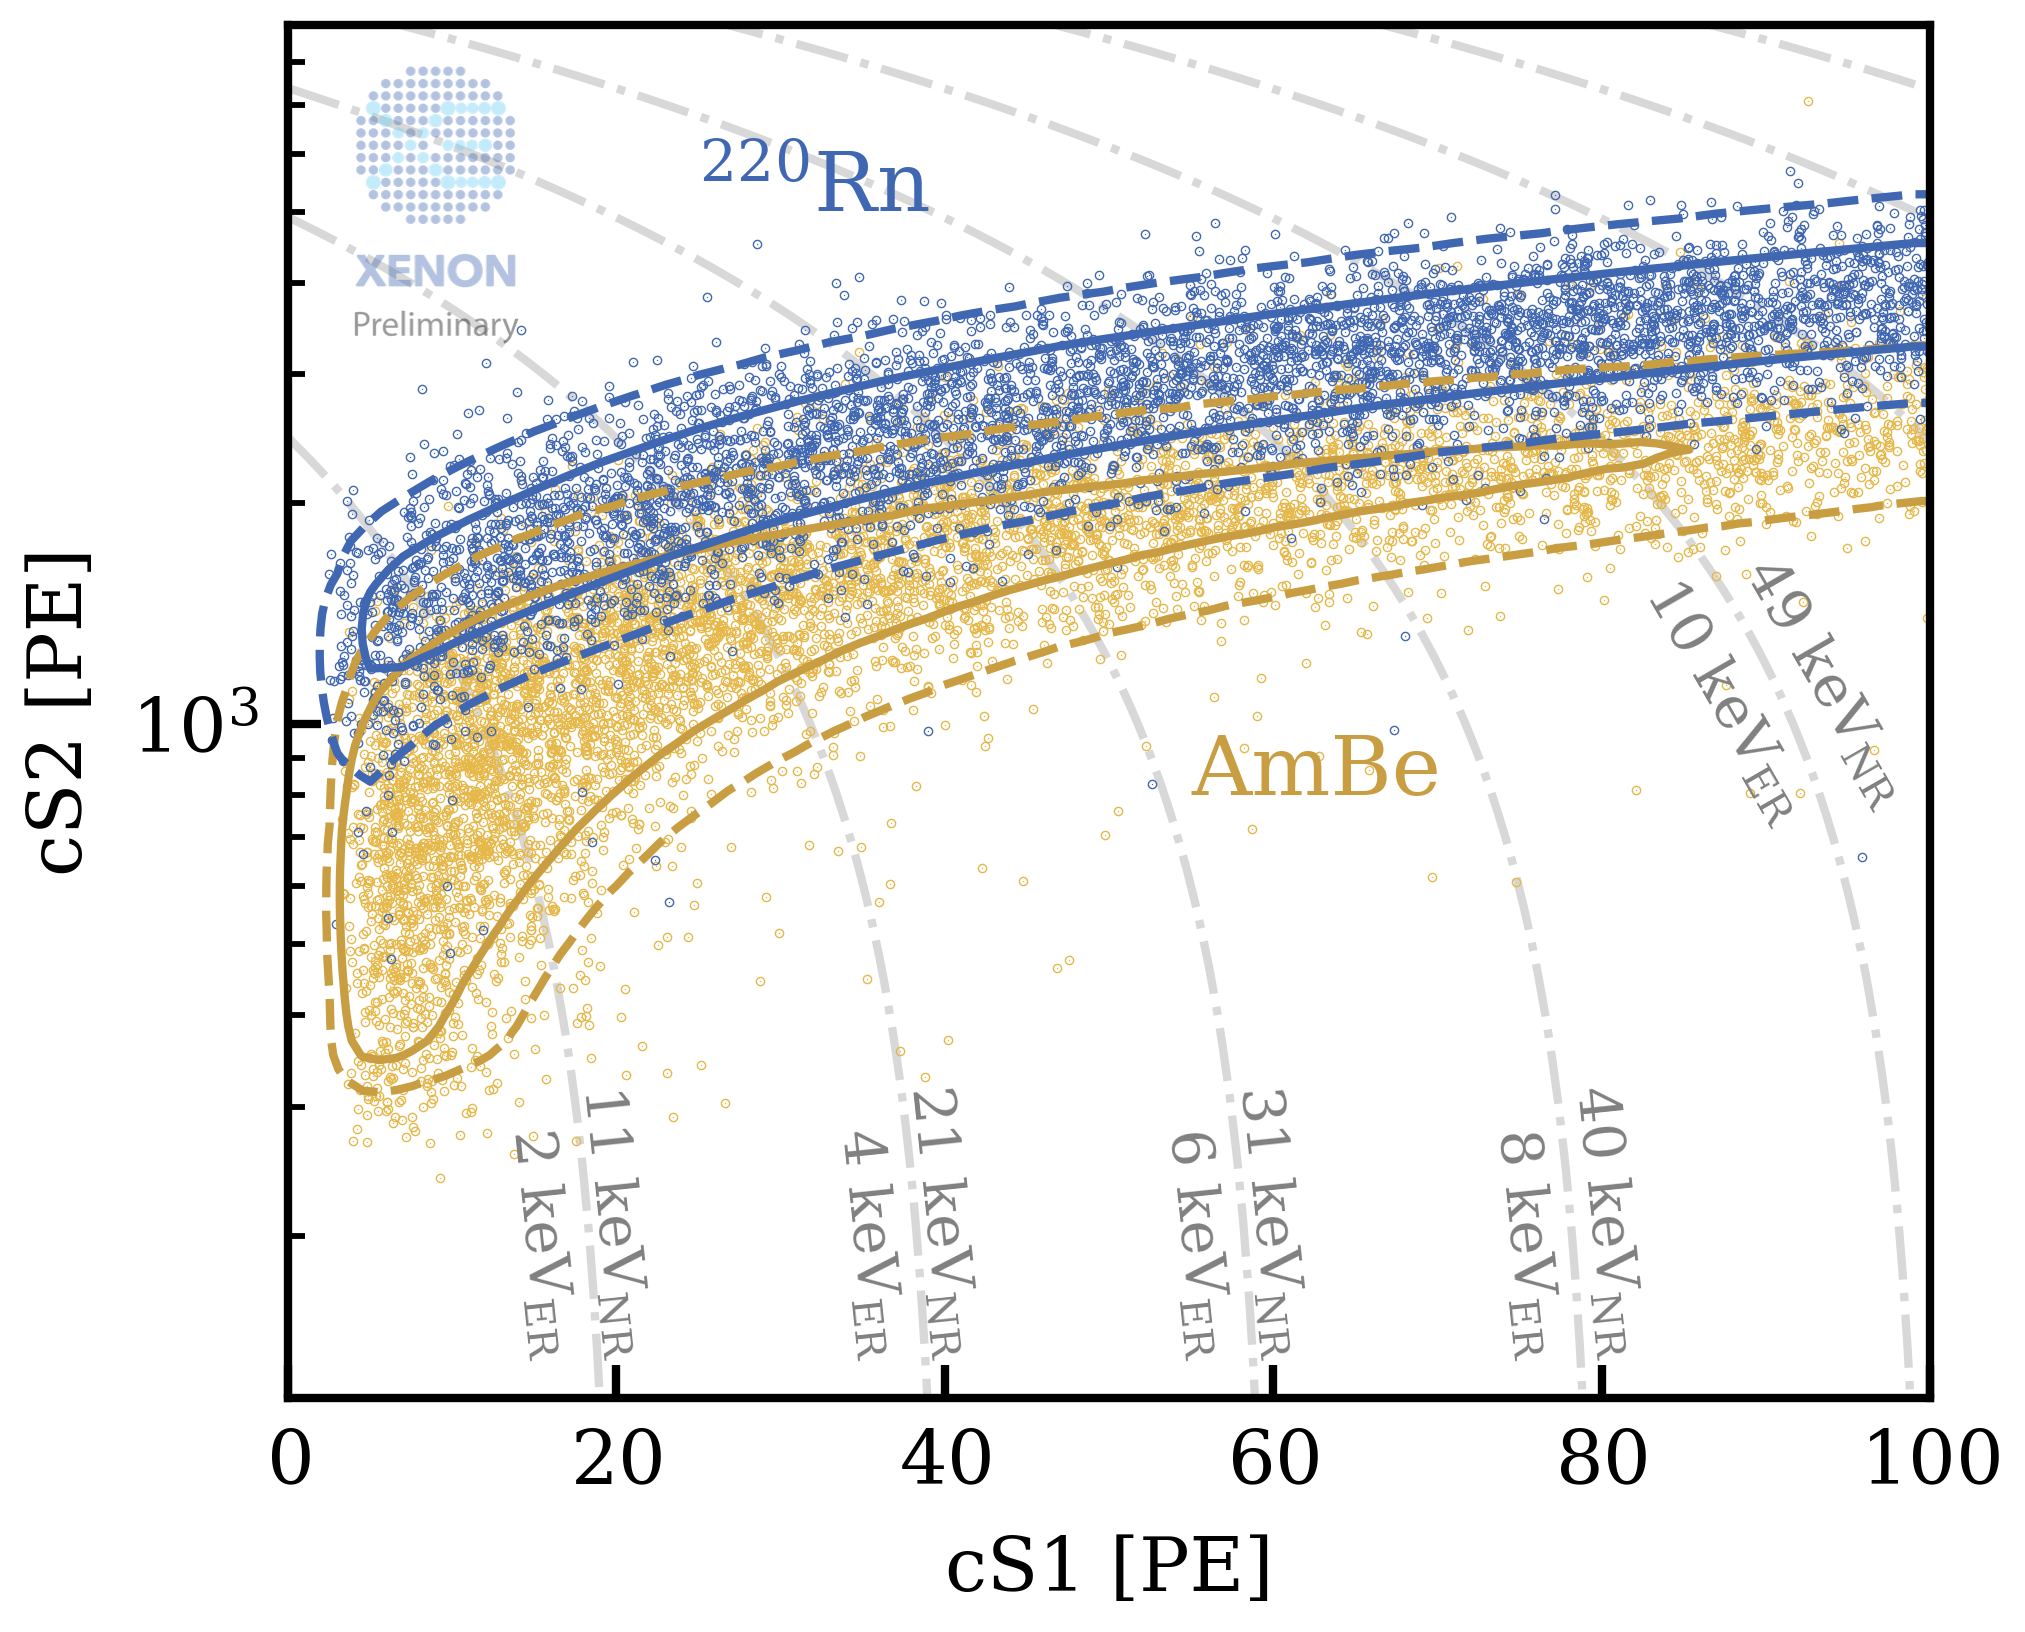 XENON
Preliminary
²²⁰Rn
AmBe
2 keV_ER
11 keV_NR
4 keV_ER
21 keV_NR
6 keV_ER
31 keV_NR
8 keV_ER
40 keV_NR
10 keV_ER
49 keV_NR
cS2 [PE]
10³
0 20 40 60 80 100
cS1 [PE]